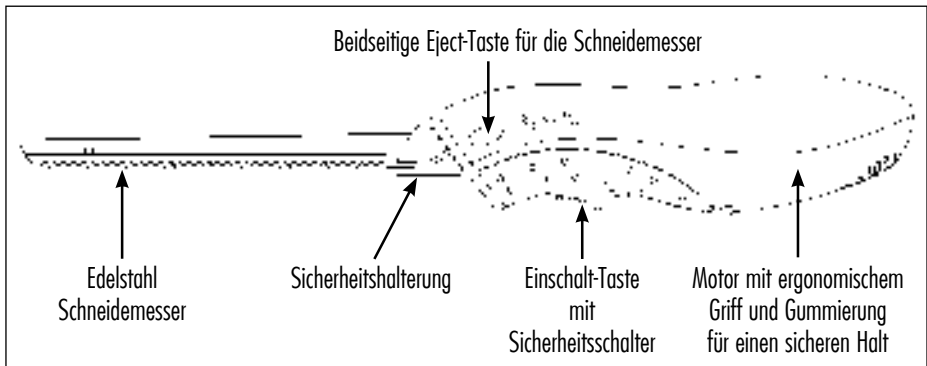 Beidseitige Eject-Taste für die Schneidemesser
Edelstahl
Schneidemesser
Sicherheitshalterung
Einschalt-Taste
mit
Sicherheitsschalter
Motor mit ergonomischem
Griff und Gummierung
für einen sicheren Halt